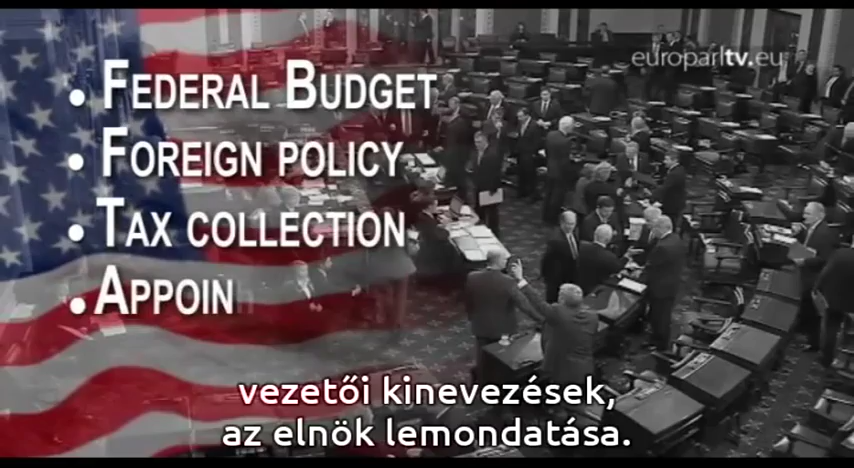 europarltv.eu
• Federal Budget
• Foreign policy
• Tax collection
• Appoin
vezetői kinevezések,
az elnök lemondatása.